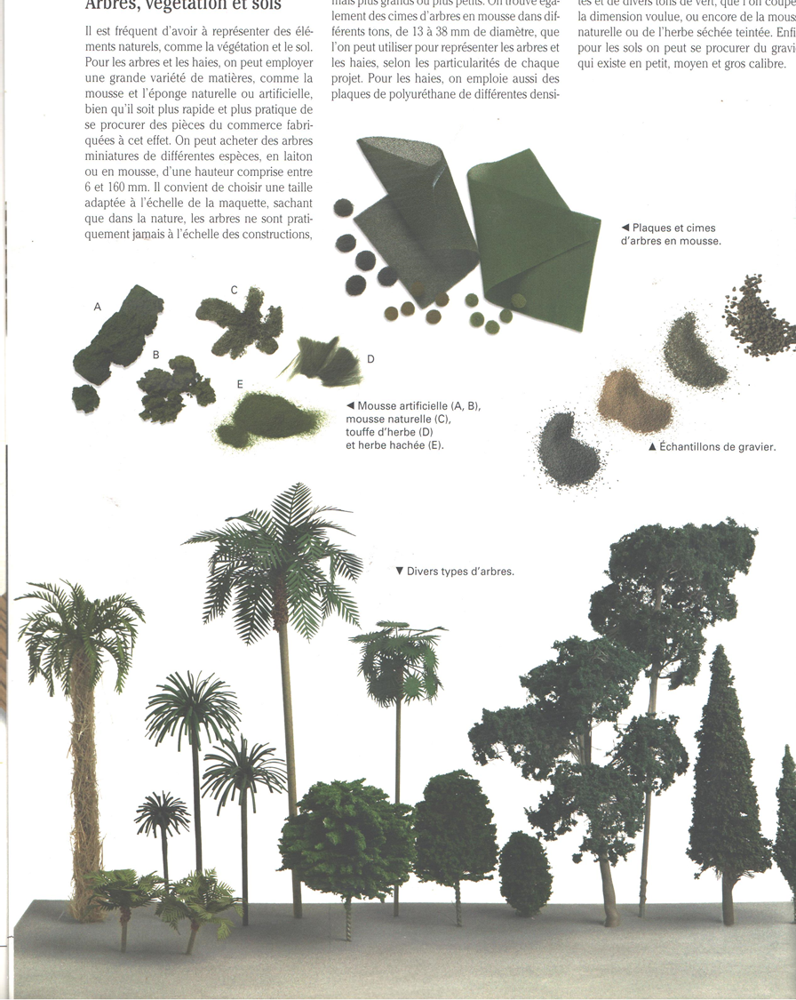 Arbres, végétation et sols
Il est fréquent d'avoir à représenter des élé-
ments naturels, comme la végétation et le sol.
Pour les arbres et les haies, on peut employer
une grande variété de matières, comme la
mousse et l'éponge naturelle ou artificielle,
bien qu'il soit plus rapide et plus pratique de
se procurer des pièces du commerce fabri-
quées à cet effet. On peut acheter des arbres
miniatures de différentes espèces, en laiton
ou en mousse, d'une hauteur comprise entre
6 et 160 mm. Il convient de choisir une taille
adaptée à l'échelle de la maquette, sachant
que dans la nature, les arbres ne sont prati-
quement jamais à l'échelle des constructions,
mais plus grands ou plus petits. On trouve éga-
lement des cimes d'arbres en mousse dans dif-
férents tons, de 13 à 38 mm de diamètre, que
l'on peut utiliser pour représenter les arbres et
les haies, selon les particularités de chaque
projet. Pour les haies, on emploie aussi des
plaques de polyuréthane de différentes densi-
tés et de divers tons de vert, que l'on coupe
la dimension voulue, ou encore de la mous
naturelle ou de l'herbe séchée teintée. Enfi
pour les sols on peut se procurer du gravi
qui existe en petit, moyen et gros calibre.
◄ Plaques et cimes
d'arbres en mousse.
A
B
C
D
E
◄ Mousse artificielle (A, B),
mousse naturelle (C),
touffe d'herbe (D)
et herbe hachée (E).
▲ Échantillons de gravier.
▼ Divers types d'arbres.